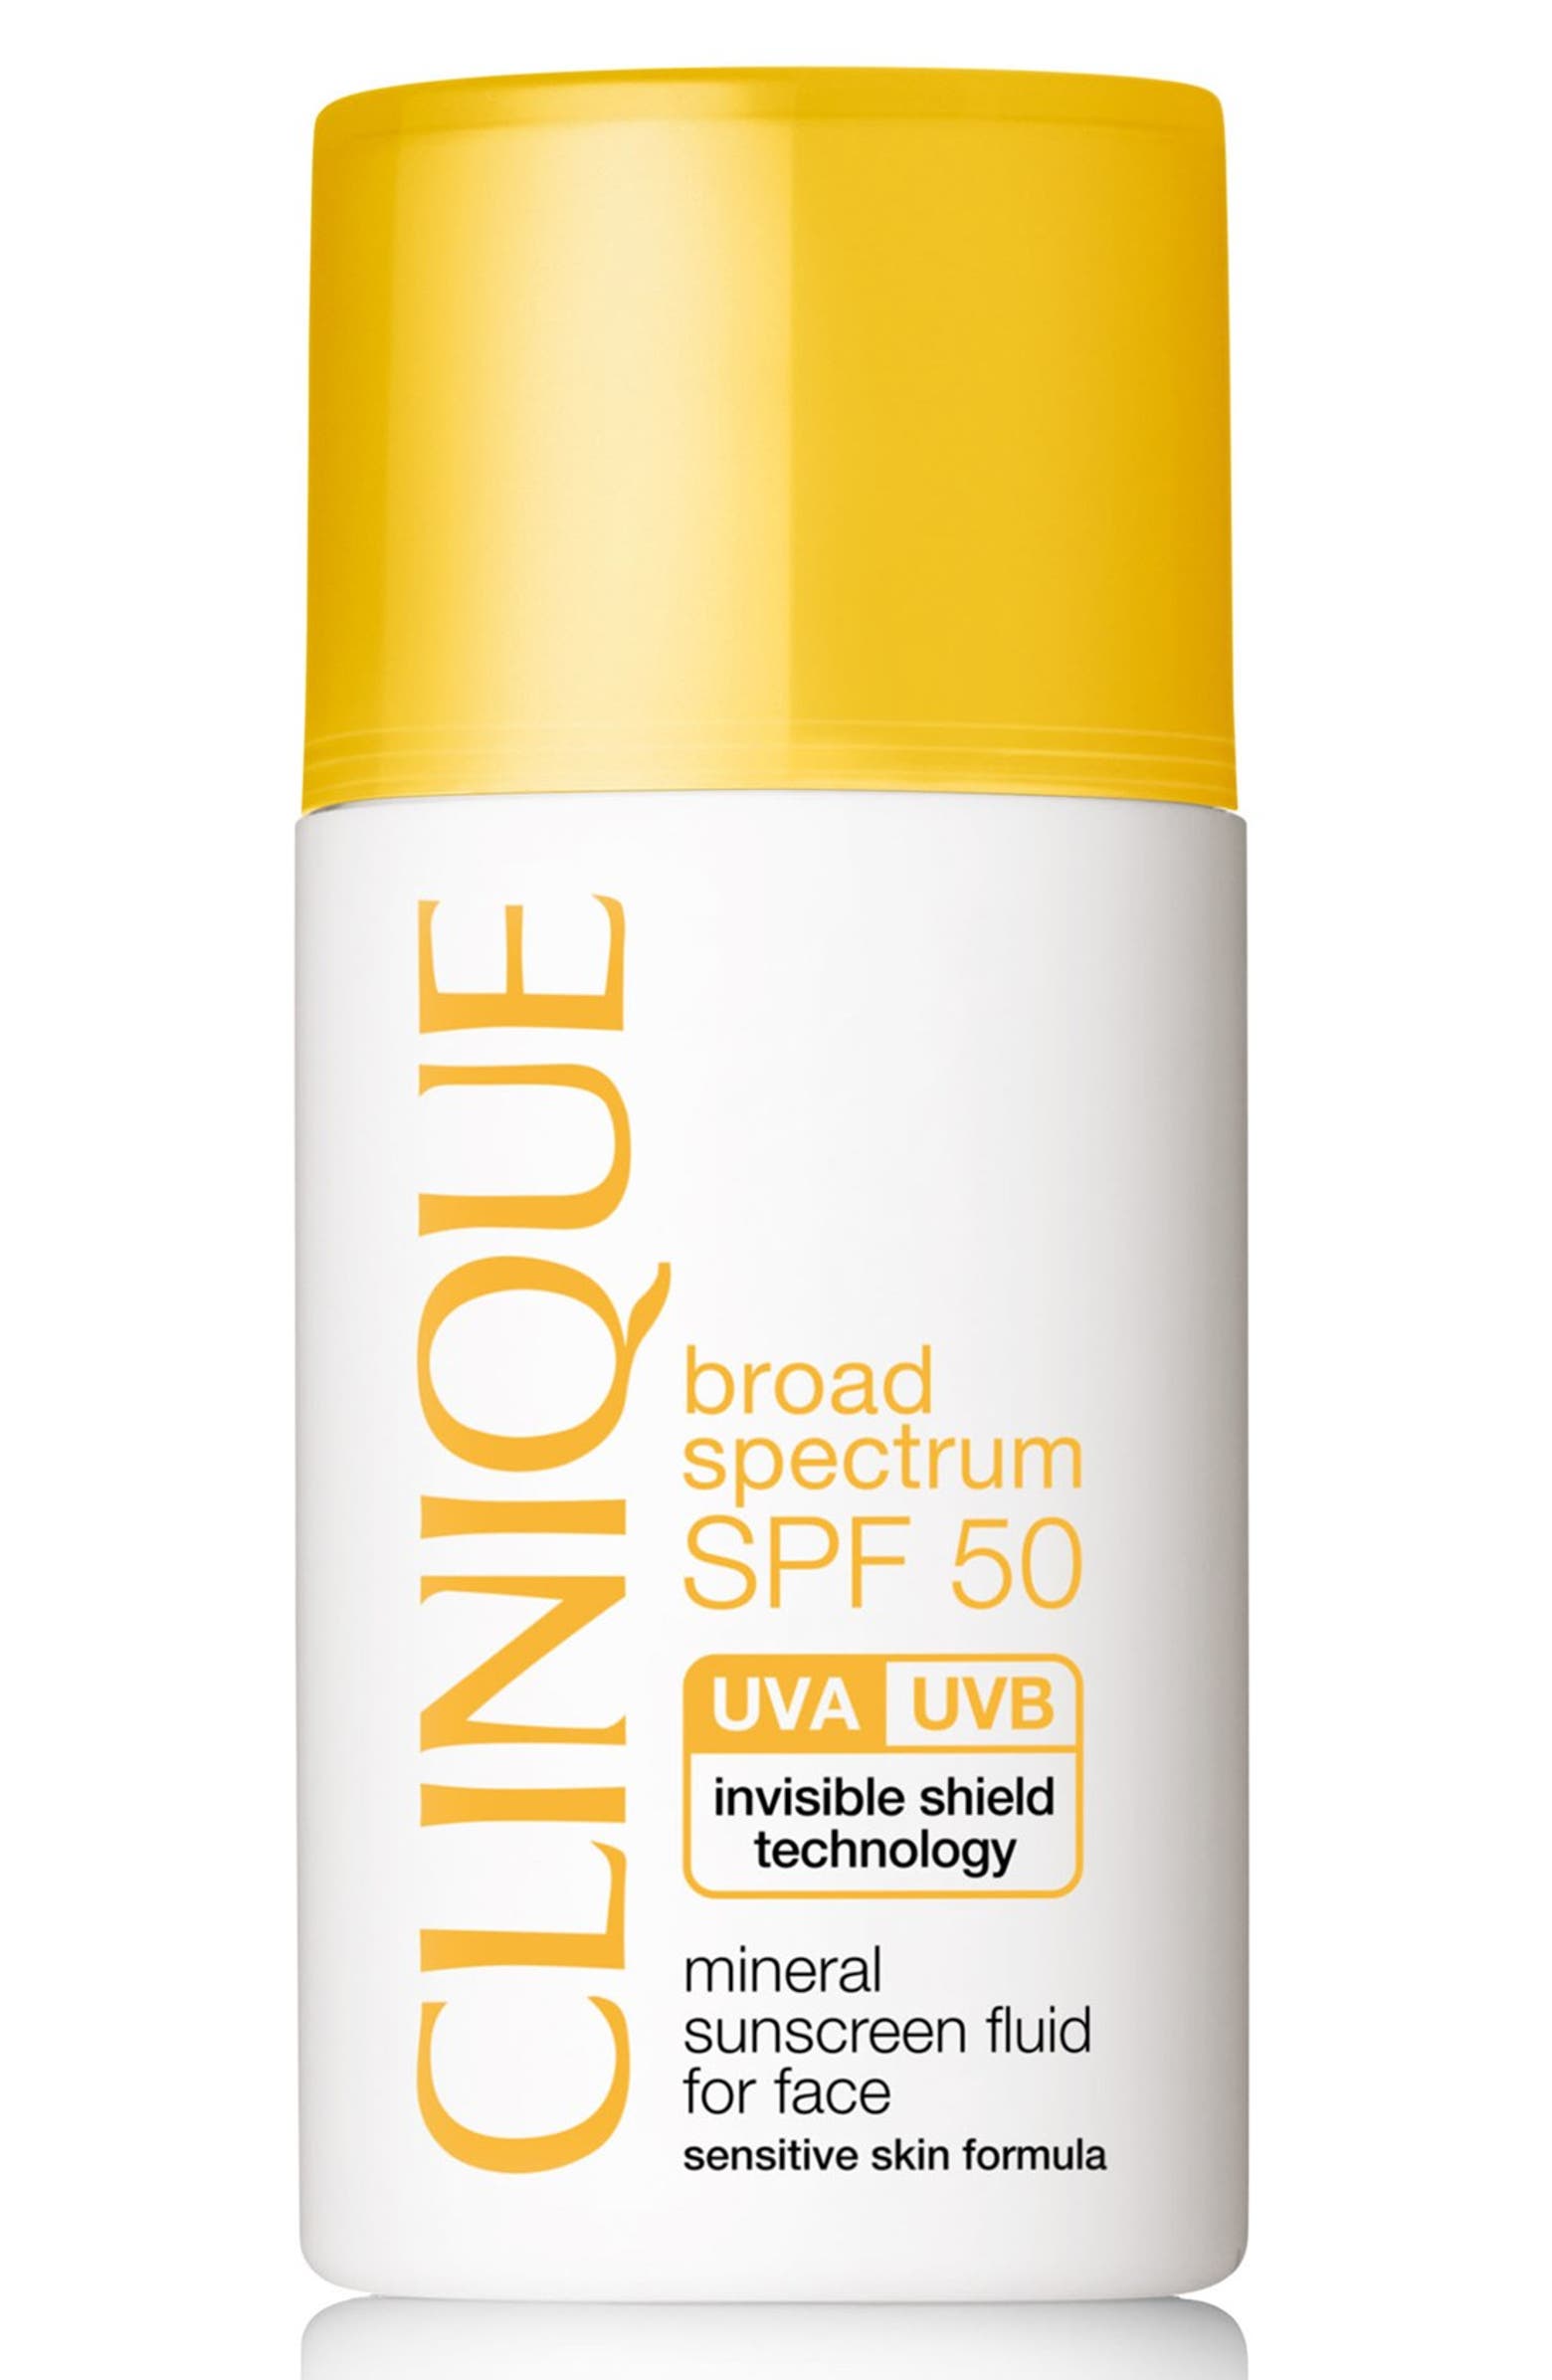 CLINIQUE
broad
spectrum
SPF 50
UVA UVB
invisible shield
technology
mineral
sunscreen fluid
for face
sensitive skin formula